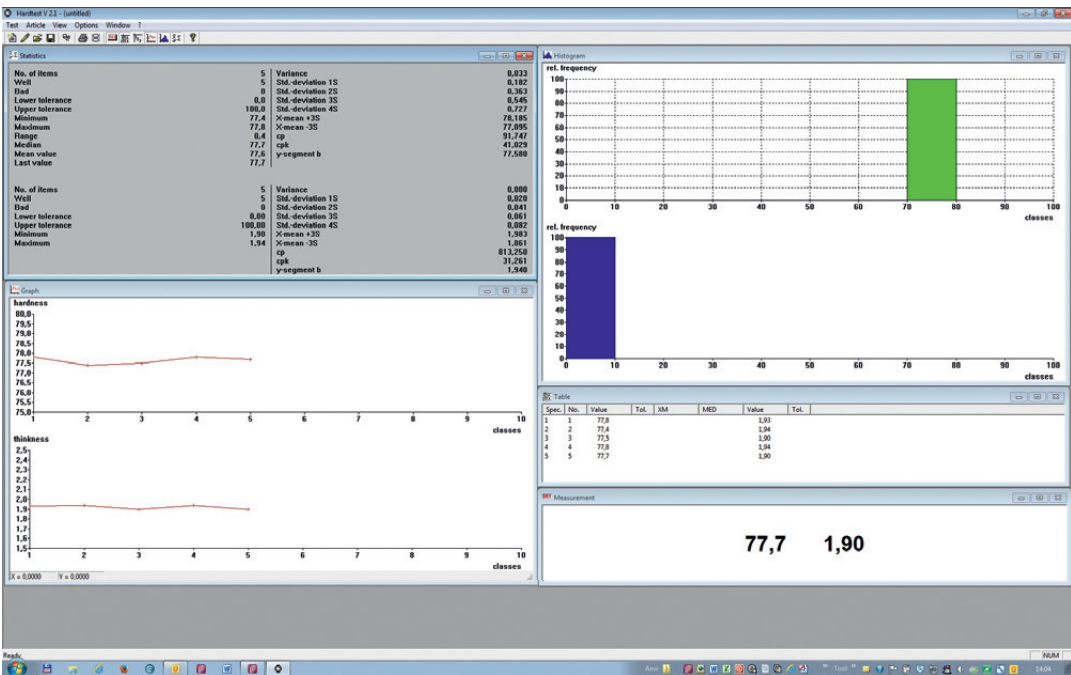 Hardtest V 2.1 - (untitled)
Test Article View Options Window ?
Statistics
No. of items 5 Variance 0,033
Well 5 Std.-deviation 1S 0,182
Bad 0 Std.-deviation 2S 0,363
Lower tolerance 0,0 Std.-deviation 3S 0,545
Upper tolerance 100,0 Std.-deviation 4S 0,727
Minimum 77,4 X-mean +3S 78,185
Maximum 77,8 X-mean -3S 77,095
Range 0,4 cp 91,747
Median 77,7 cpk 41,029
Mean value 77,6 y-segment b 77,580
Last value 77,7
No. of items 5 Variance 0,000
Well 5 Std.-deviation 1S 0,020
Bad 0 Std.-deviation 2S 0,041
Lower tolerance 0,00 Std.-deviation 3S 0,061
Upper tolerance 100,00 Std.-deviation 4S 0,082
Minimum 1,90 X-mean +3S 1,983
Maximum 1,94 X-mean -3S 1,861
cp 813,250
cpk 31,261
y-segment b 1,940
Graph
hardness
80,0
79,5
79,0
78,5
78,0
77,5
77,0
76,5
76,0
75,5
75,0
1 2 3 4 5 6 7 8 9 10
classes
thinkness
2,5
2,4
2,3
2,2
2,1
2,0
1,9
1,8
1,7
1,6
1,5
1 2 3 4 5 6 7 8 9 10
classes
X = 0,0000 Y = 0,0000
Histogram
rel. frequency
100
90
80
70
60
50
40
30
20
10
0
0 10 20 30 40 50 60 70 80 90 100
classes
rel. frequency
100
90
80
70
60
50
40
30
20
10
0
0 10 20 30 40 50 60 70 80 90 100
classes
Table
Spec. No. Value Tol. XM MED Value Tol.
1 1 77,8 1,93
2 2 77,4 1,94
3 3 77,5 1,90
4 4 77,8 1,94
5 5 77,7 1,90
Measurement
77,7 1,90
Ready
NUM
14:04